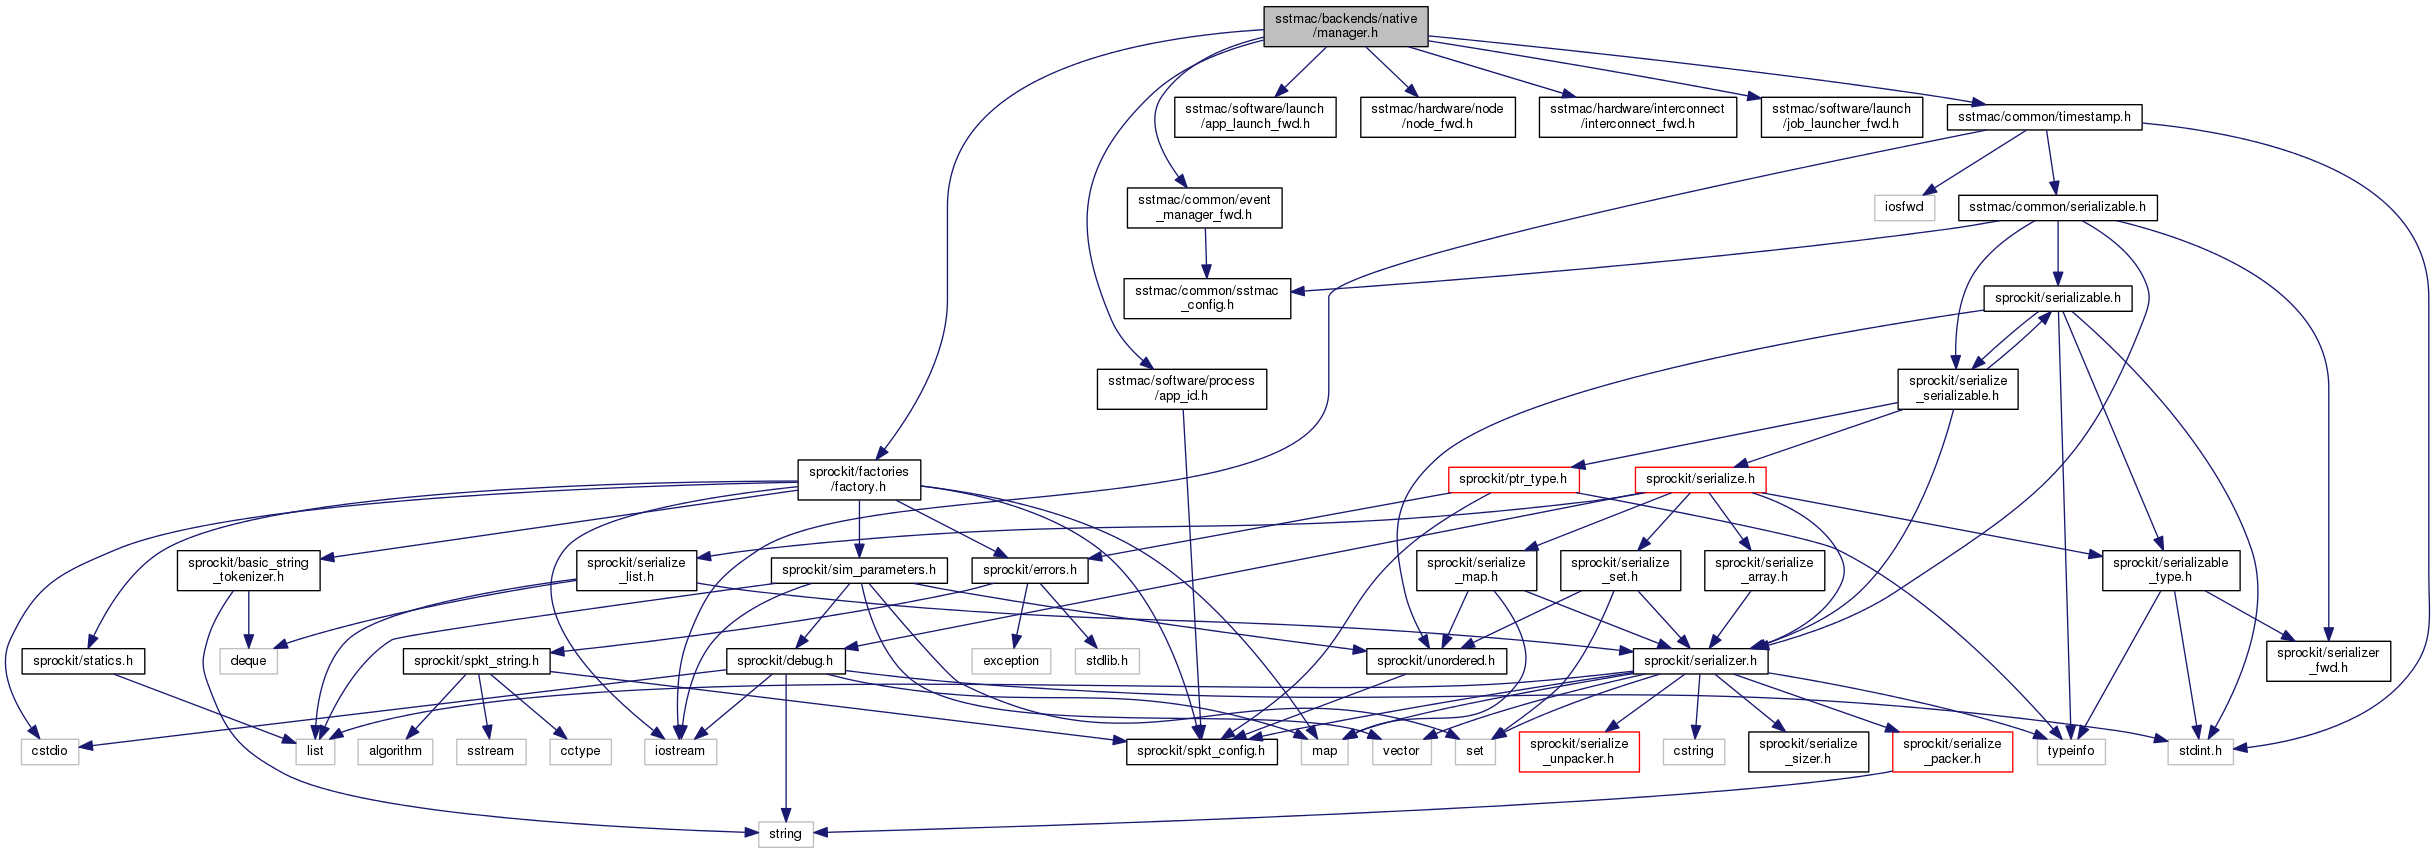 sstmac/backends/native
/manager.h
sstmac/software/launch
/app_launch_fwd.h
sstmac/hardware/node
/node_fwd.h
sstmac/hardware/interconnect
/interconnect_fwd.h
sstmac/software/launch
/job_launcher_fwd.h
sstmac/common/timestamp.h
sstmac/common/event
_manager_fwd.h
iosfwd
sstmac/common/serializable.h
sstmac/common/sstmac
_config.h
sprockit/serializable.h
sstmac/software/process
/app_id.h
sprockit/serialize
_serializable.h
sprockit/factories
/factory.h
sprockit/ptr_type.h
sprockit/serialize.h
sprockit/basic_string
_tokenizer.h
sprockit/serialize
_list.h
sprockit/sim_parameters.h
sprockit/errors.h
sprockit/serialize
_map.h
sprockit/serialize
_set.h
sprockit/serialize
_array.h
sprockit/serializable
_type.h
sprockit/statics.h
deque
sprockit/spkt_string.h
sprockit/debug.h
exception
stdlib.h
sprockit/unordered.h
sprockit/serializer.h
sprockit/serializer
_fwd.h
cstdio
list
algorithm
sstream
cctype
iostream
sprockit/spkt_config.h
map
vector
set
sprockit/serialize
_unpacker.h
cstring
sprockit/serialize
_sizer.h
sprockit/serialize
_packer.h
typeinfo
stdint.h
string